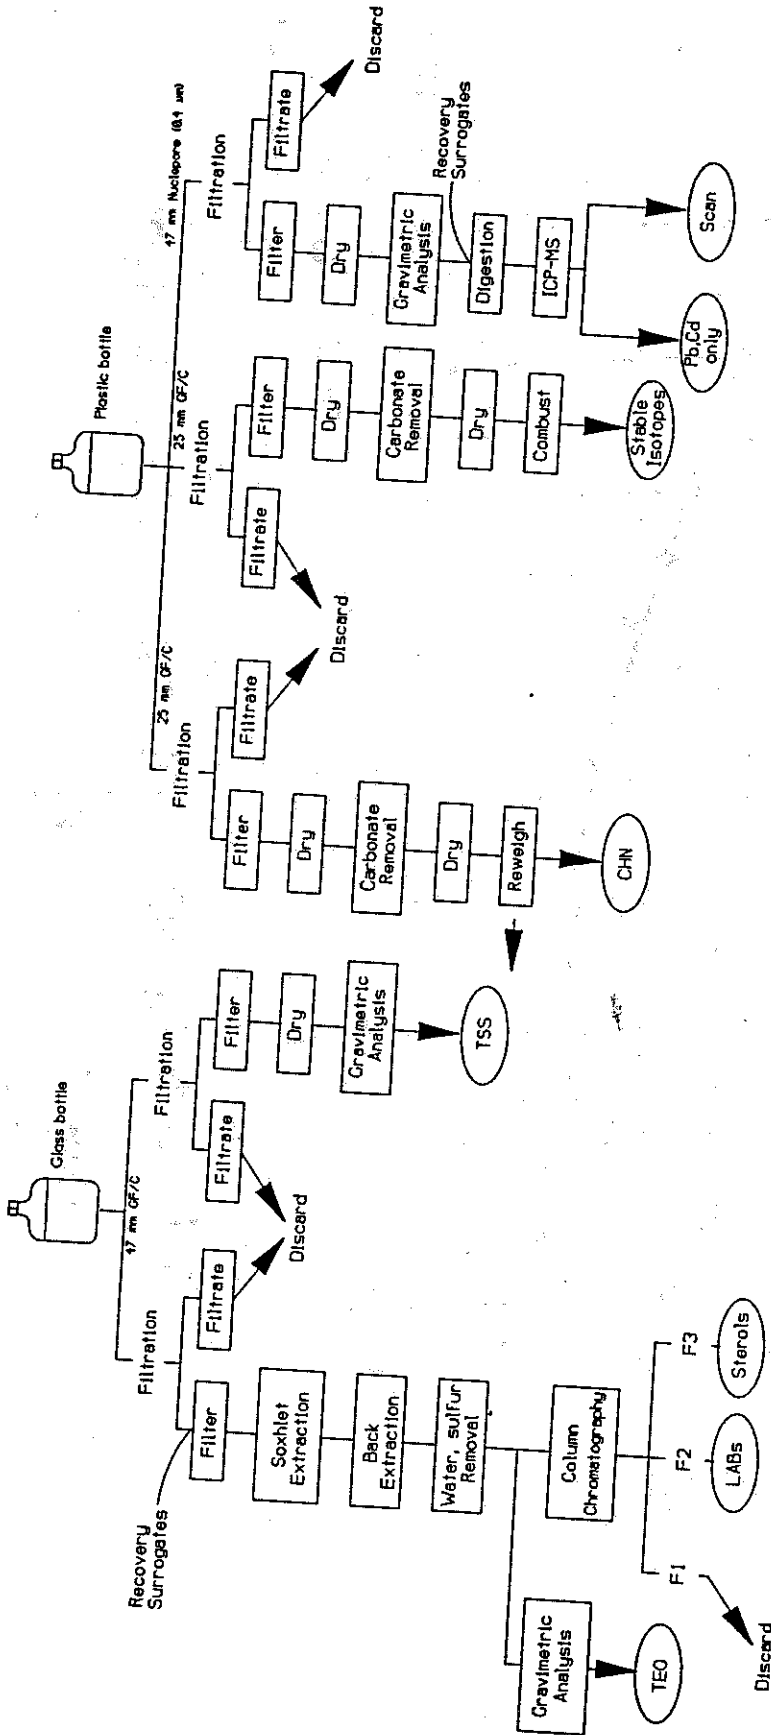 Glass bottle
47 mm GF/C
Filtration
Filtration
Recovery
Surrogates
Filter
Filtrate
Filtrate
Filter
Discard
Soxhlet
Extraction
Dry
Back
Extraction
Gravimetric
Analysis
Water, sulfur
Removal
TSS
Gravimetric
Analysis
Column
Chromatography
TEO
F1
F2
F3
Discard
LABs
Sterols
Plastic bottle
25 mm GF/C
25 mm GF/C
47 mm Nuclepore (0.4 um)
Filtration
Filtration
Filtration
Filter
Filtrate
Filtrate
Filter
Filter
Filtrate
Discard
Discard
Dry
Dry
Dry
Carbonate
Removal
Carbonate
Removal
Gravimetric
Analysis
Recovery
Surrogates
Dry
Dry
Digestion
Reweigh
Combust
ICP-MS
CHN
Stable
Isotopes
Pb,Cd
only
Scan